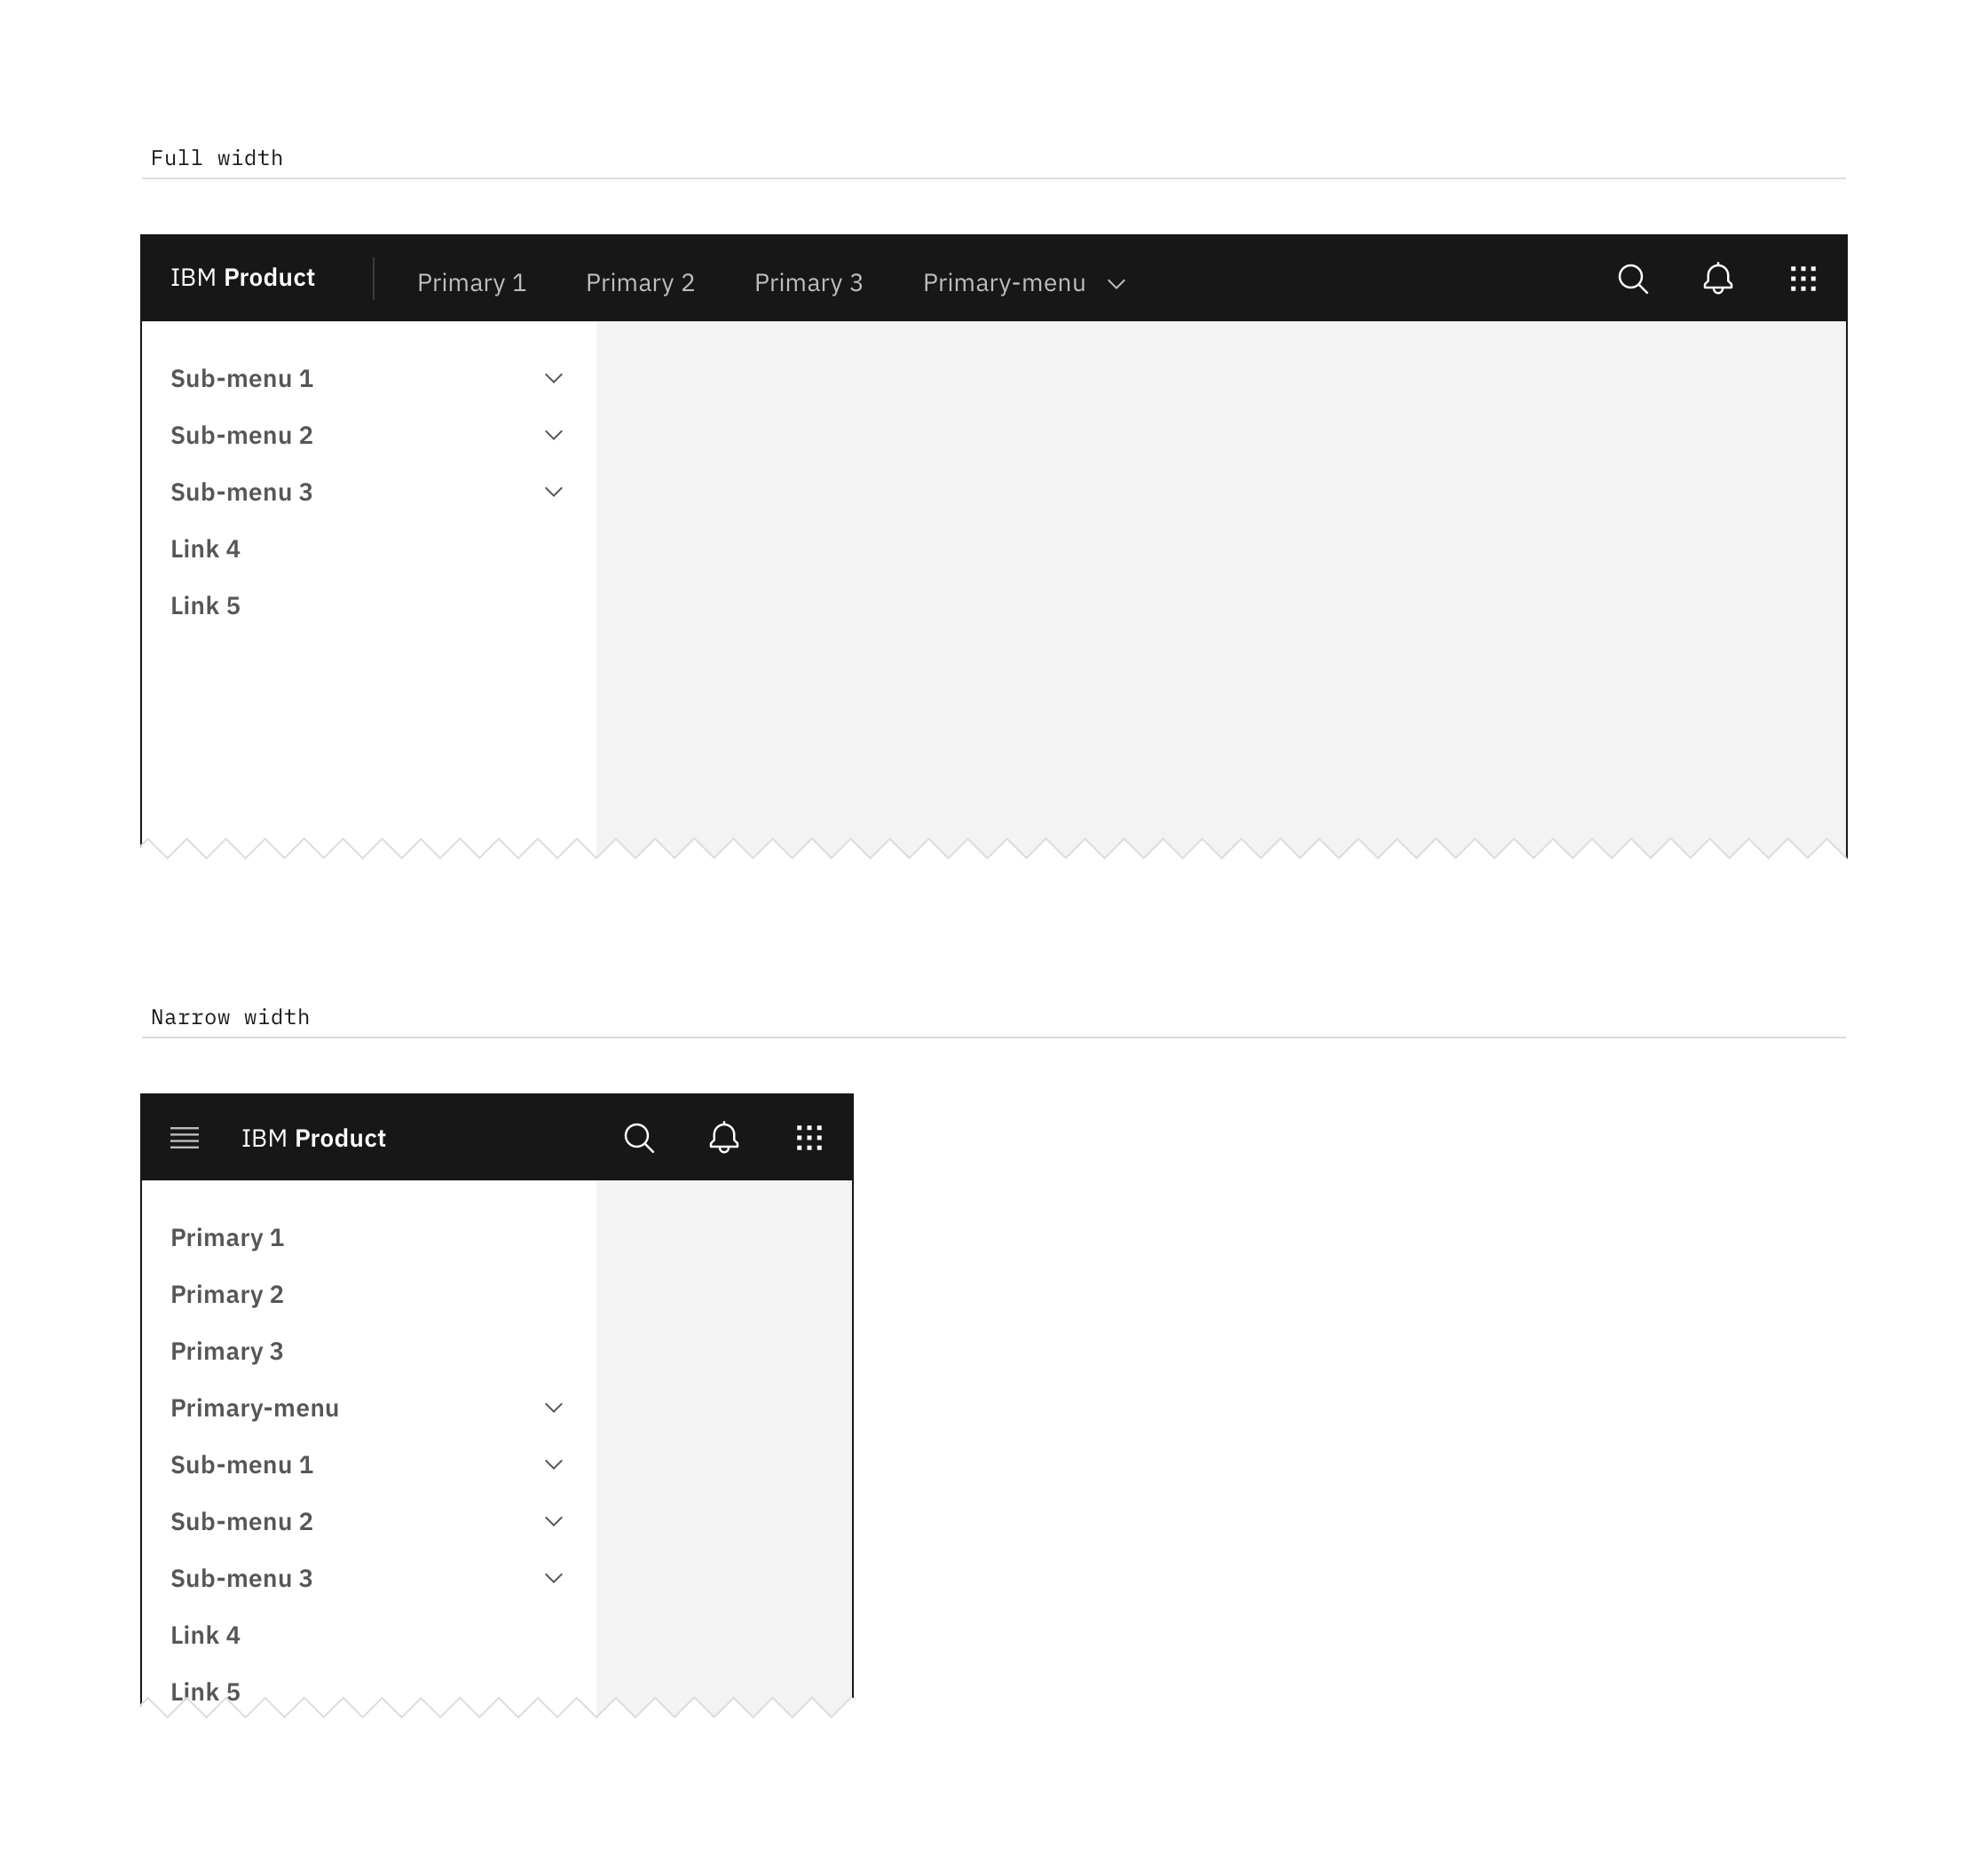 Full width
IBM Product
Primary 1
Primary 2
Primary 3
Primary-menu
Sub-menu 1
Sub-menu 2
Sub-menu 3
Link 4
Link 5
Narrow width
IBM Product
Primary 1
Primary 2
Primary 3
Primary-menu
Sub-menu 1
Sub-menu 2
Sub-menu 3
Link 4
Link 5